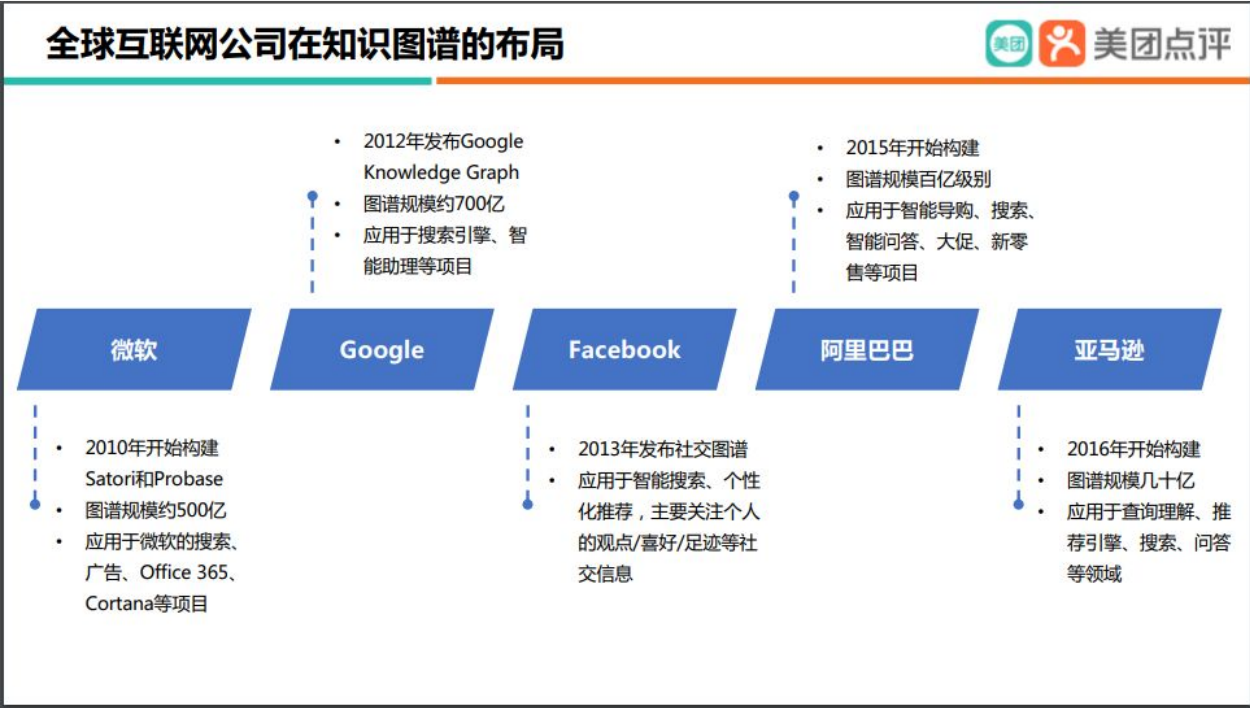 全球互联网公司在知识图谱的布局
美团
美团点评
• 2012年发布Google
Knowledge Graph
• 图谱规模约700亿
• 应用于搜索引擎、智
能助理等项目
• 2015年开始构建
• 图谱规模百亿级别
• 应用于智能导购、搜索、
智能问答、大促、新零
售等项目
微软
Google
Facebook
阿里巴巴
亚马逊
• 2010年开始构建
Satori和Probase
• 图谱规模约500亿
• 应用于微软的搜索、
广告、Office 365、
Cortana等项目
• 2013年发布社交图谱
• 应用于智能搜索、个性
化推荐，主要关注个人
的观点/喜好/足迹等社
交信息
• 2016年开始构建
• 图谱规模几十亿
• 应用于查询理解、推
荐引擎、搜索、问答
等领域